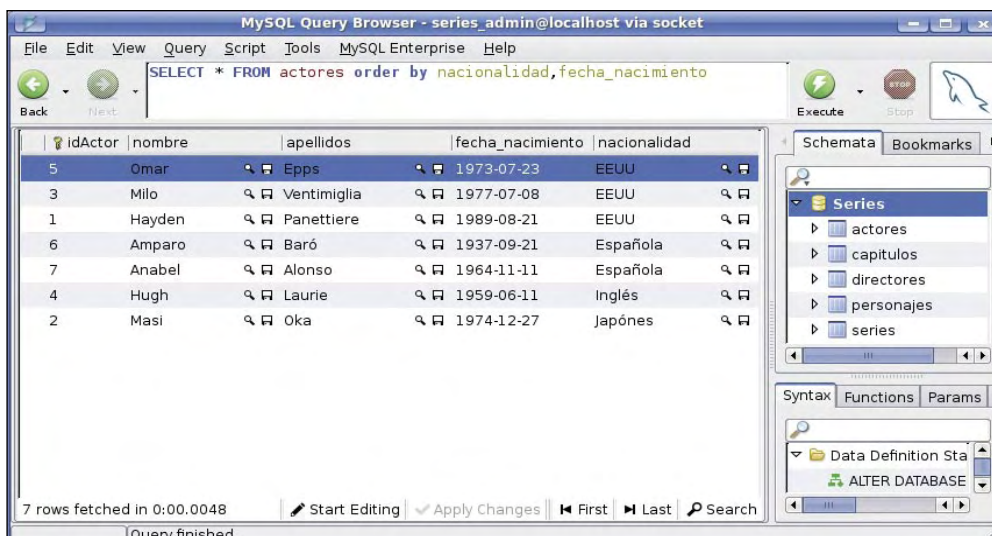 MySQL Query Browser - series_admin@localhost via socket
File Edit View Query Script Tools MySQL Enterprise Help
SELECT * FROM actores order by nacionalidad,fecha_nacimiento
Back Next Execute Stop
idActor nombre apellidos fecha_nacimiento nacionalidad
5 Omar Epps 1973-07-23 EEUU
3 Milo Ventimiglia 1977-07-08 EEUU
1 Hayden Panettiere 1989-08-21 EEUU
6 Amparo Baró 1937-09-21 Española
7 Anabel Alonso 1964-11-11 Española
4 Hugh Laurie 1959-06-11 Inglés
2 Masi Oka 1974-12-27 Japónes
7 rows fetched in 0:00.0048 Start Editing Apply Changes First Last Search
Query finished
Schemata Bookmarks
Series
actores
capitulos
directores
personajes
series
Syntax Functions Params
Data Definition Sta
ALTER DATABASE